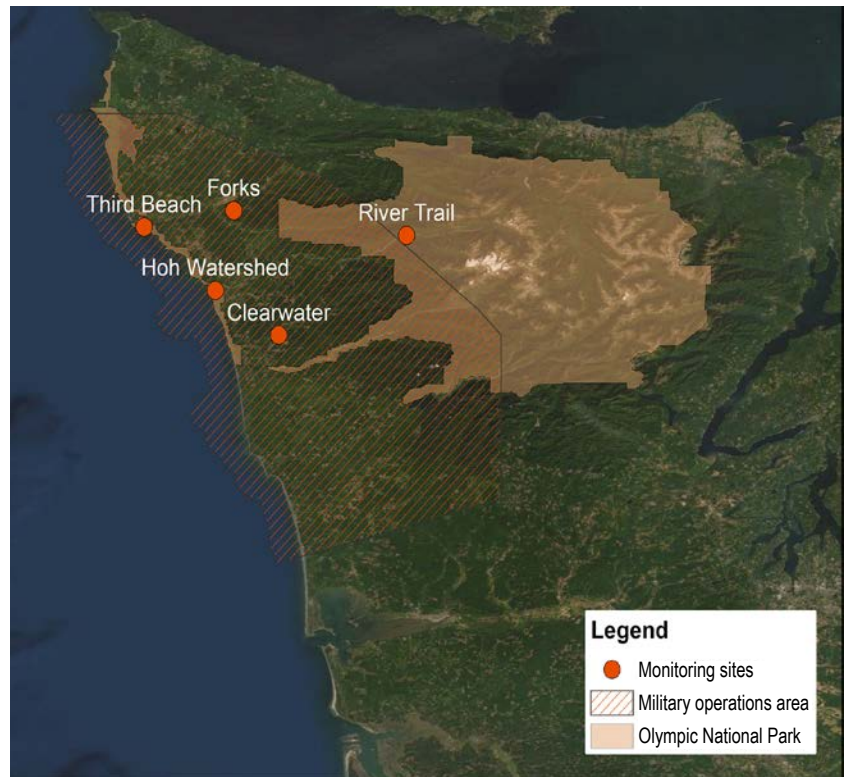 Forks
Third Beach
River Trail
Hoh Watershed
Clearwater
Legend
Monitoring sites
Military operations area
Olympic National Park